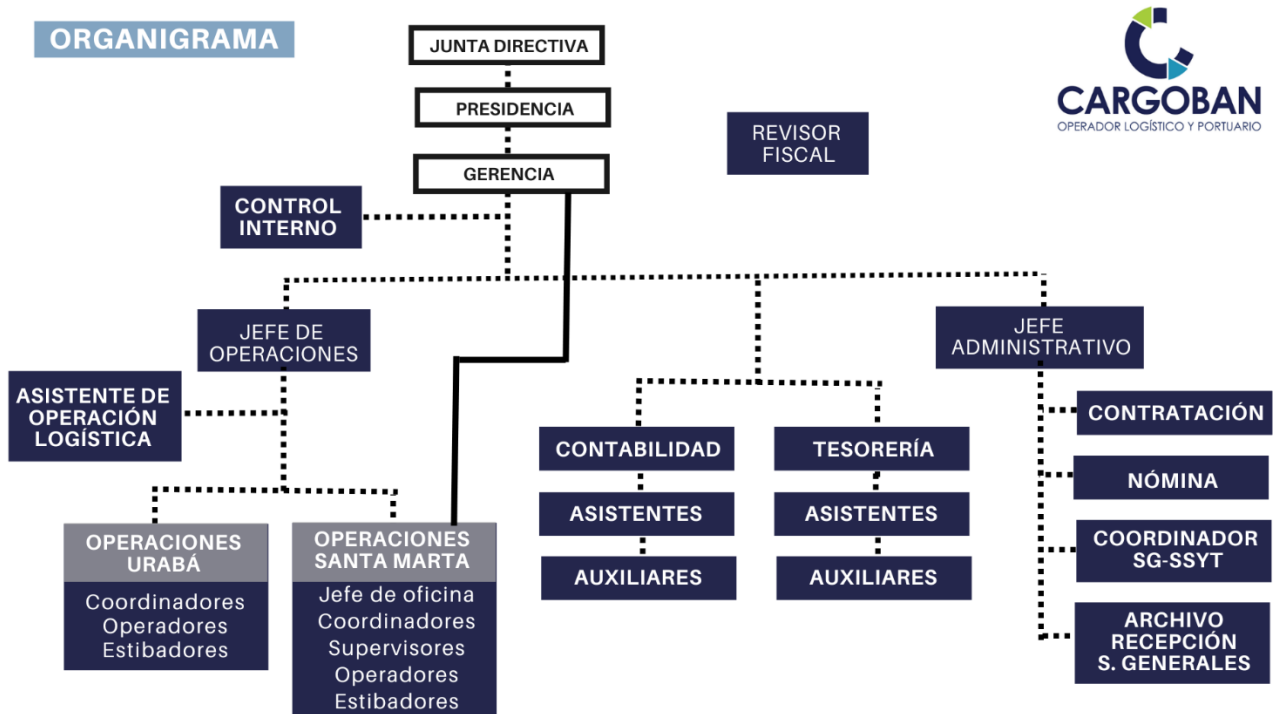 ORGANIGRAMA
JUNTA DIRECTIVA
PRESIDENCIA
GERENCIA
CARGOBAN
OPERADOR LOGÍSTICO Y PORTUARIO
REVISOR
FISCAL
CONTROL
INTERNO
JEFE DE
OPERACIONES
JEFE
ADMINISTRATIVO
ASISTENTE DE
OPERACIÓN
LOGÍSTICA
CONTABILIDAD
ASISTENTES
AUXILIARES
TESORERÍA
ASISTENTES
AUXILIARES
CONTRATACIÓN
NÓMINA
COORDINADOR
SG-SSYT
ARCHIVO
RECEPCIÓN
S. GENERALES
OPERACIONES
URABÁ
Coordinadores
Operadores
Estibadores
OPERACIONES
SANTA MARTA
Jefe de oficina
Coordinadores
Supervisores
Operadores
Estibadores